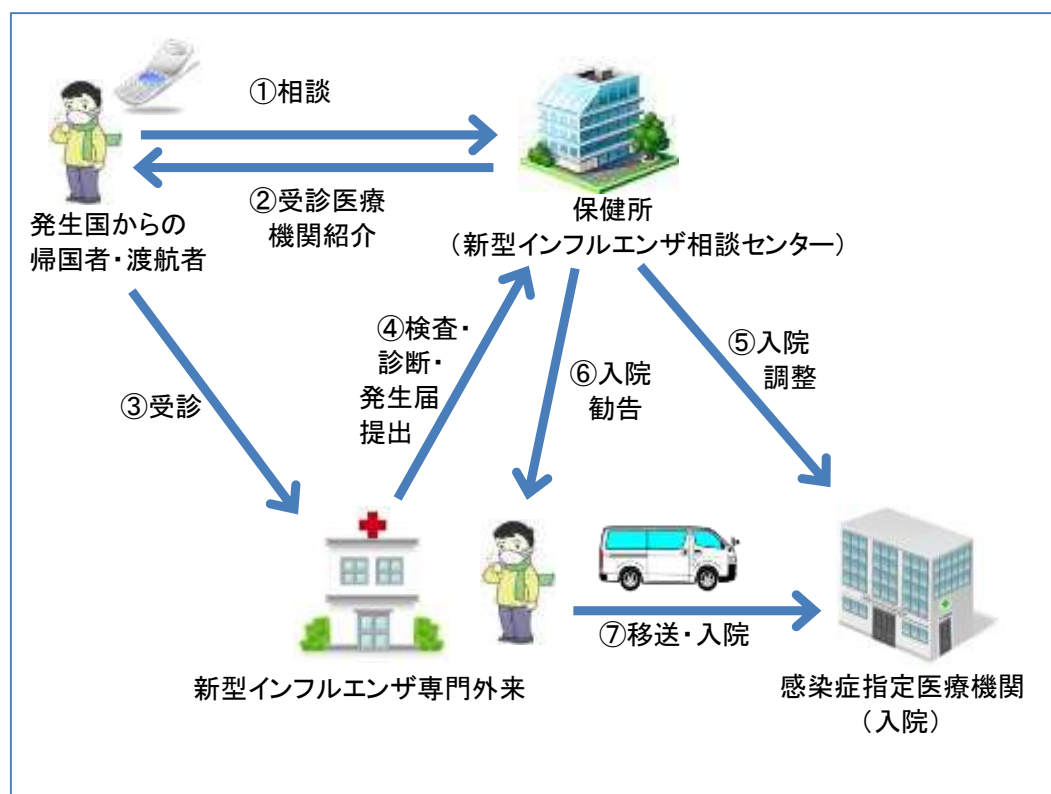 ①相談
②受診医療
機関紹介
発生国からの
帰国者・渡航者
保健所
（新型インフルエンザ相談センター）
③受診
④検査・
診断・
発生届
提出
⑥入院
勧告
⑤入院
調整
⑦移送・入院
新型インフルエンザ専門外来
感染症指定医療機関
（入院）